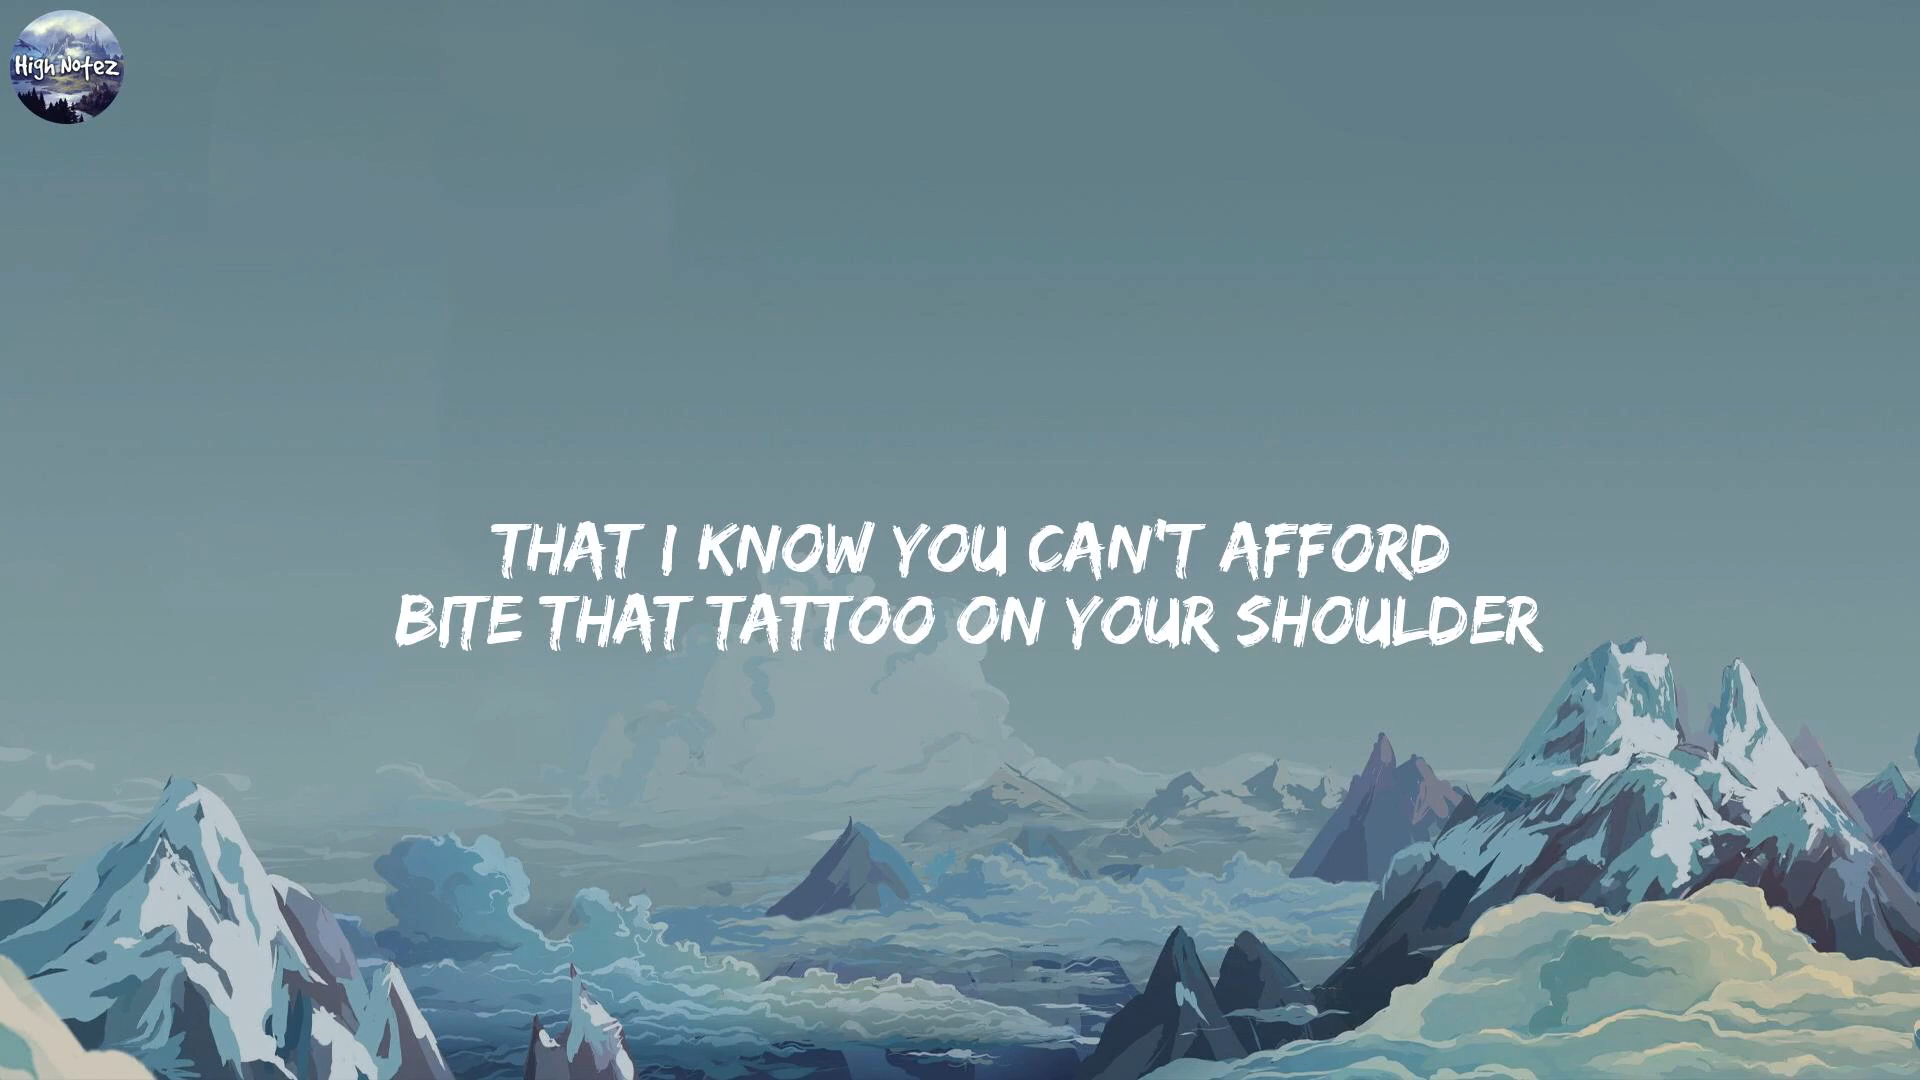 High Notez
THAT I KNOW YOU CAN'T AFFORD
BITE THAT TATTOO ON YOUR SHOULDER